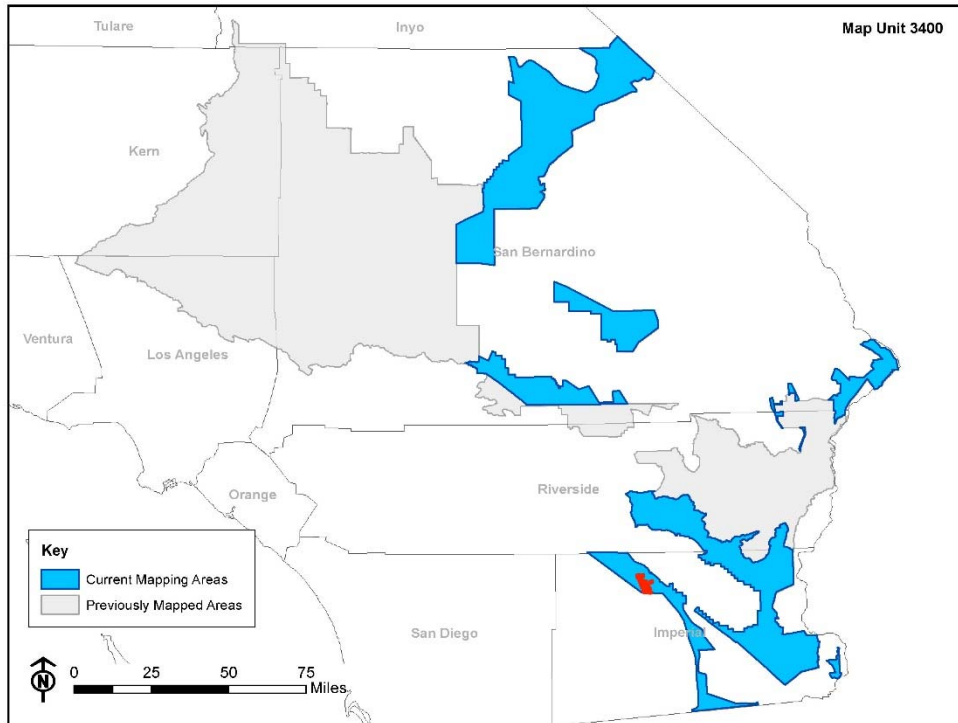 Tulare
Inyo
Map Unit 3400
Kern
San Bernardino
Ventura
Los Angeles
Orange
Riverside
Key
Current Mapping Areas
Previously Mapped Areas
San Diego
Imperial
N
0 25 50 75
Miles